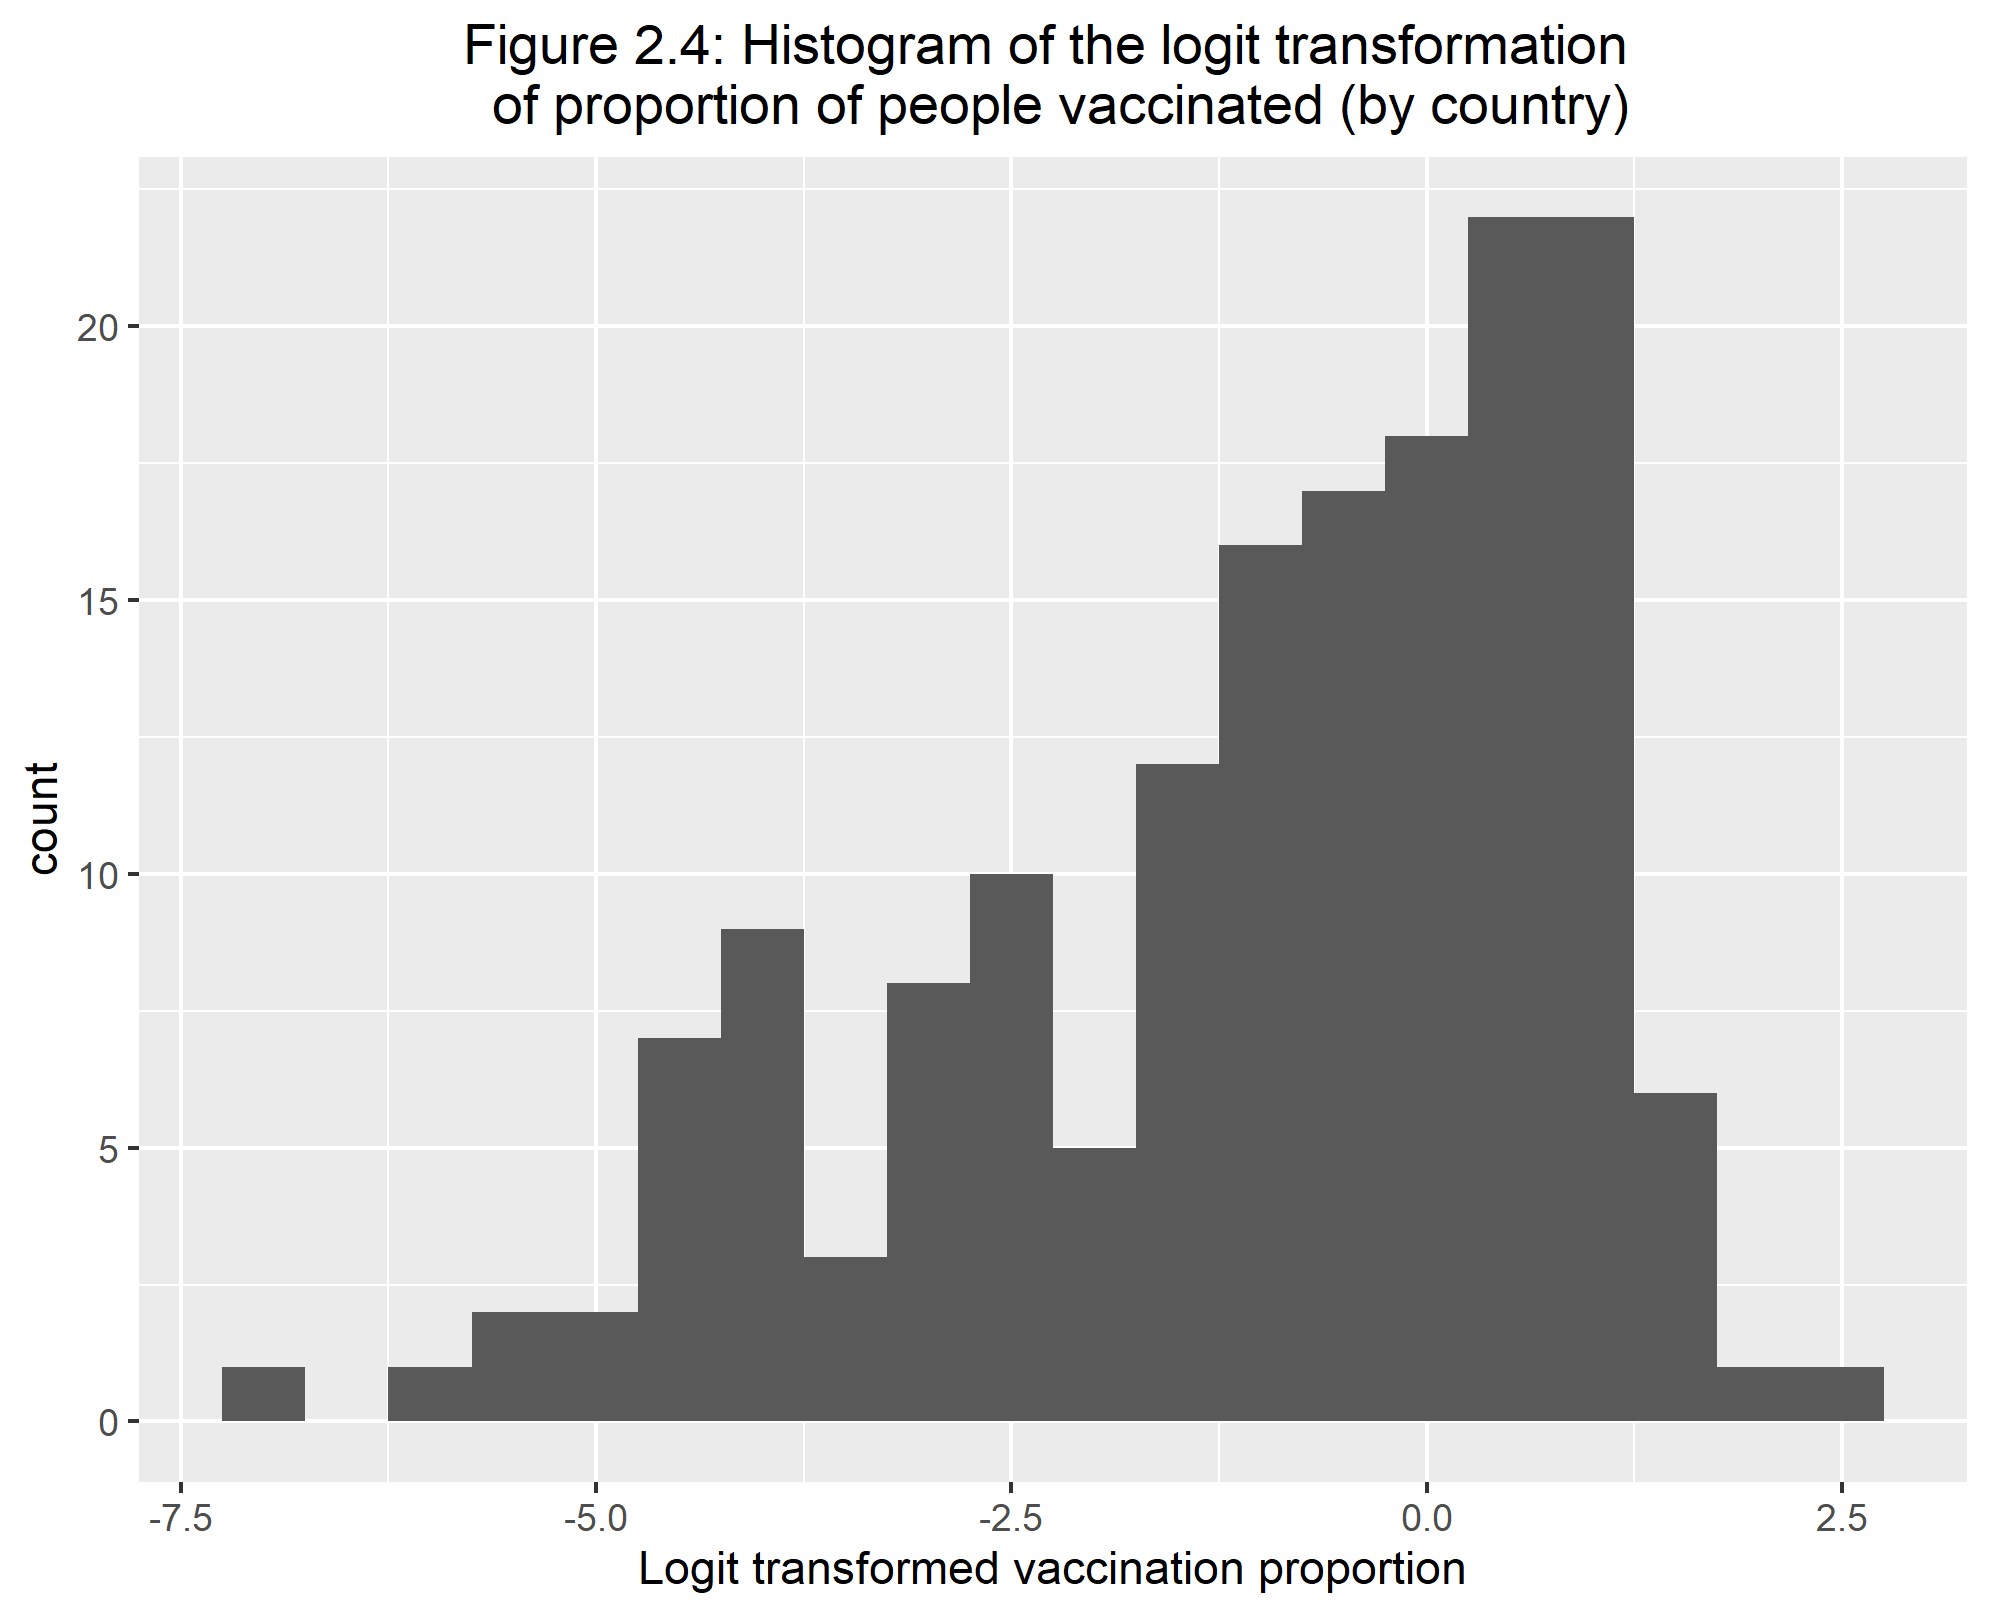 Figure 2.4: Histogram of the logit transformation
of proportion of people vaccinated (by country)
count
20
15
10
5
0
-7.5
-5.0
-2.5
0.0
2.5
Logit transformed vaccination proportion